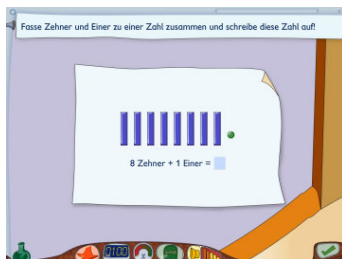 Fasse Zehner und Einer zu einer Zahl zusammen und schreibe diese Zahl auf!
8 Zehner + 1 Einer =